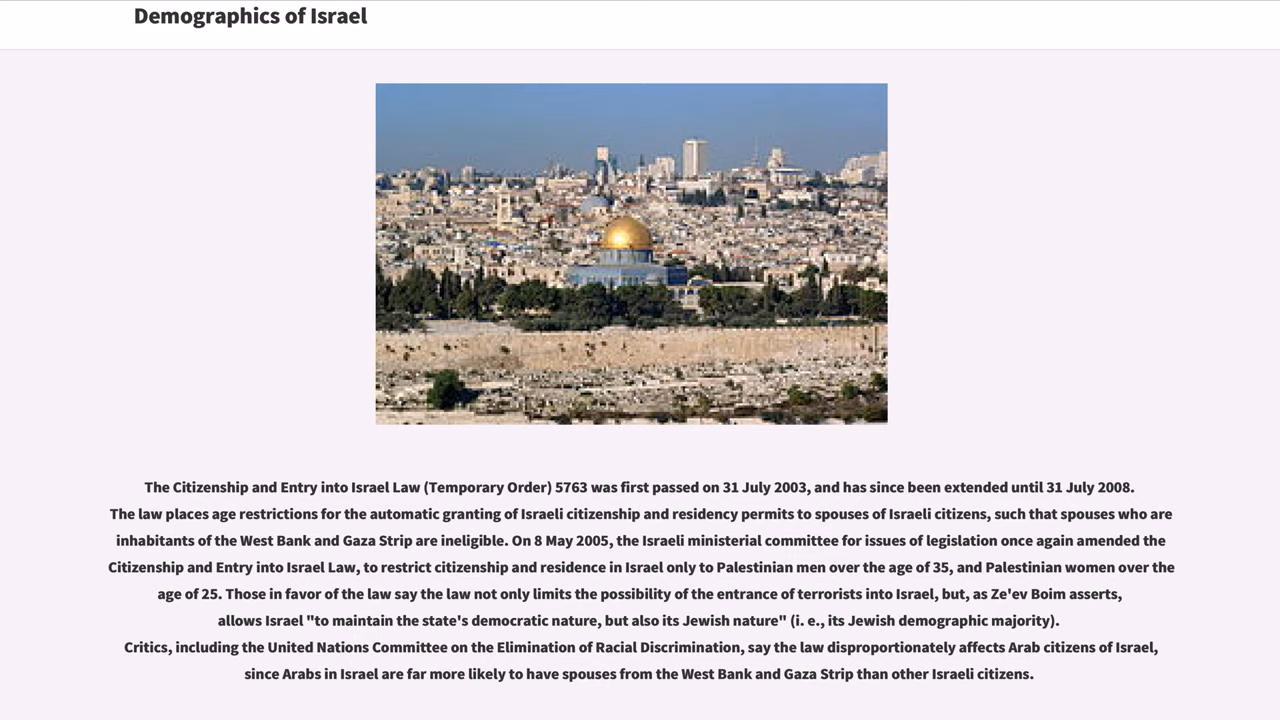 Demographics of Israel
The Citizenship and Entry into Israel Law (Temporary Order) 5763 was first passed on 31 July 2003, and has since been extended until 31 July 2008.
The law places age restrictions for the automatic granting of Israeli citizenship and residency permits to spouses of Israeli citizens, such that spouses who are
inhabitants of the West Bank and Gaza Strip are ineligible. On 8 May 2005, the Israeli ministerial committee for issues of legislation once again amended the
Citizenship and Entry into Israel Law, to restrict citizenship and residence in Israel only to Palestinian men over the age of 35, and Palestinian women over the
age of 25. Those in favor of the law say the law not only limits the possibility of the entrance of terrorists into Israel, but, as Ze'ev Boim asserts,
allows Israel "to maintain the state's democratic nature, but also its Jewish nature" (i. e., its Jewish demographic majority).
Critics, including the United Nations Committee on the Elimination of Racial Discrimination, say the law disproportionately affects Arab citizens of Israel,
since Arabs in Israel are far more likely to have spouses from the West Bank and Gaza Strip than other Israeli citizens.